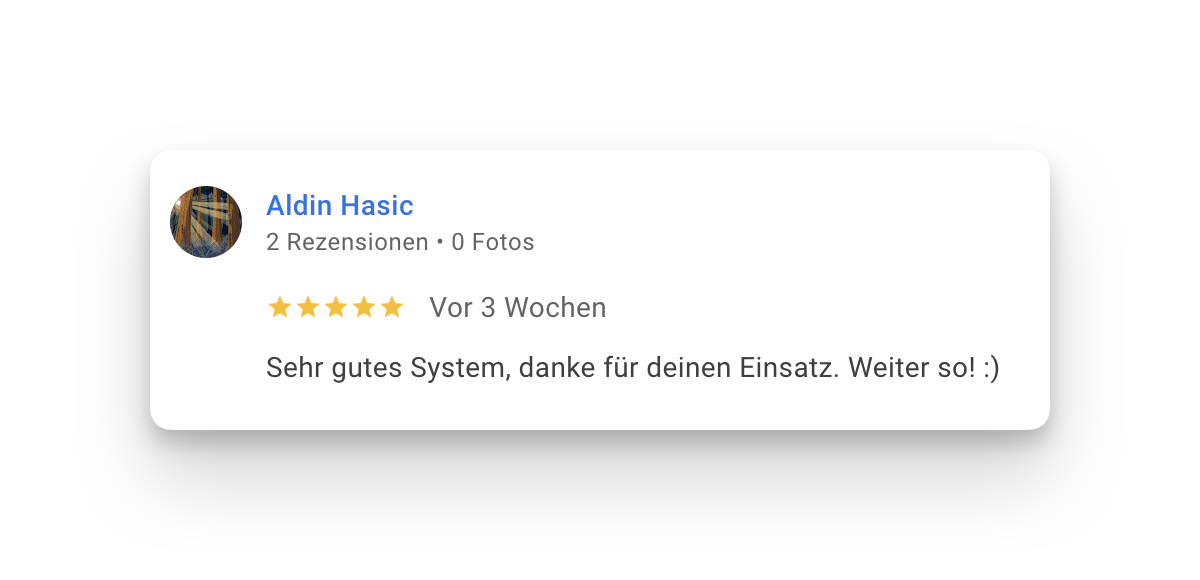 Aldin Hasic
2 Rezensionen • 0 Fotos
Vor 3 Wochen
Sehr gutes System, danke für deinen Einsatz. Weiter so! :)